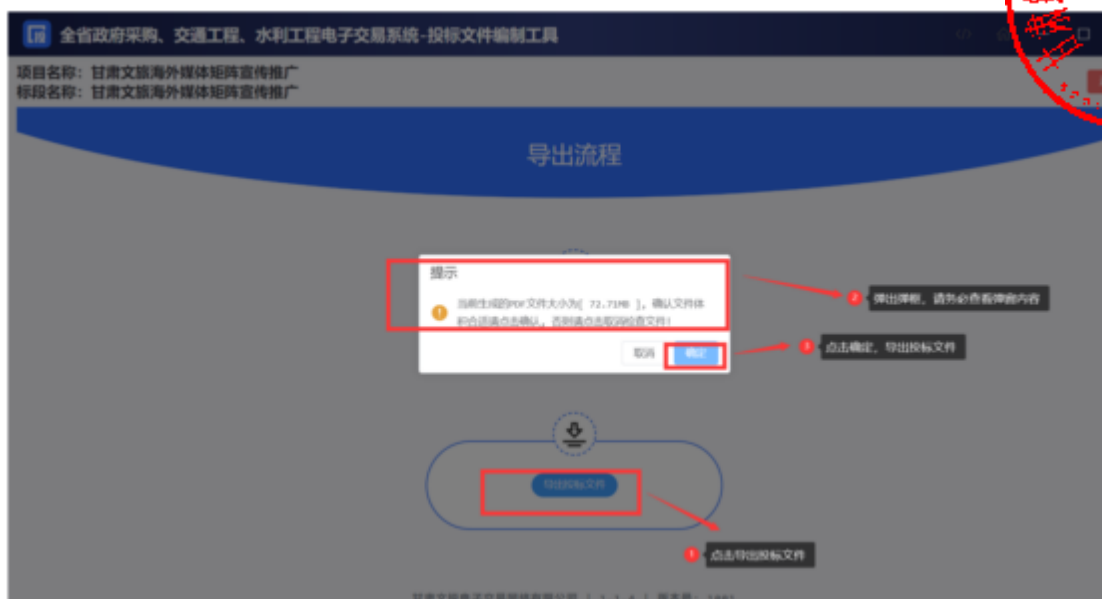 投 全省政府采购、交通工程、水利工程电子交易系统-投标文件编制工具
项目名称：甘肃文旅海外媒体矩阵宣传推广
标段名称：甘肃文旅海外媒体矩阵宣传推广
导出流程
提示
当前生成的PDF文件大小为[ 72.71MB ]，确认文件体
积合适请点击确认，否则请点击取消检查文件！
取消 确定
2 弹出弹框，请务必查看弹窗内容
3 点击确定，导出投标文件
导出投标文件
1 点击导出投标文件